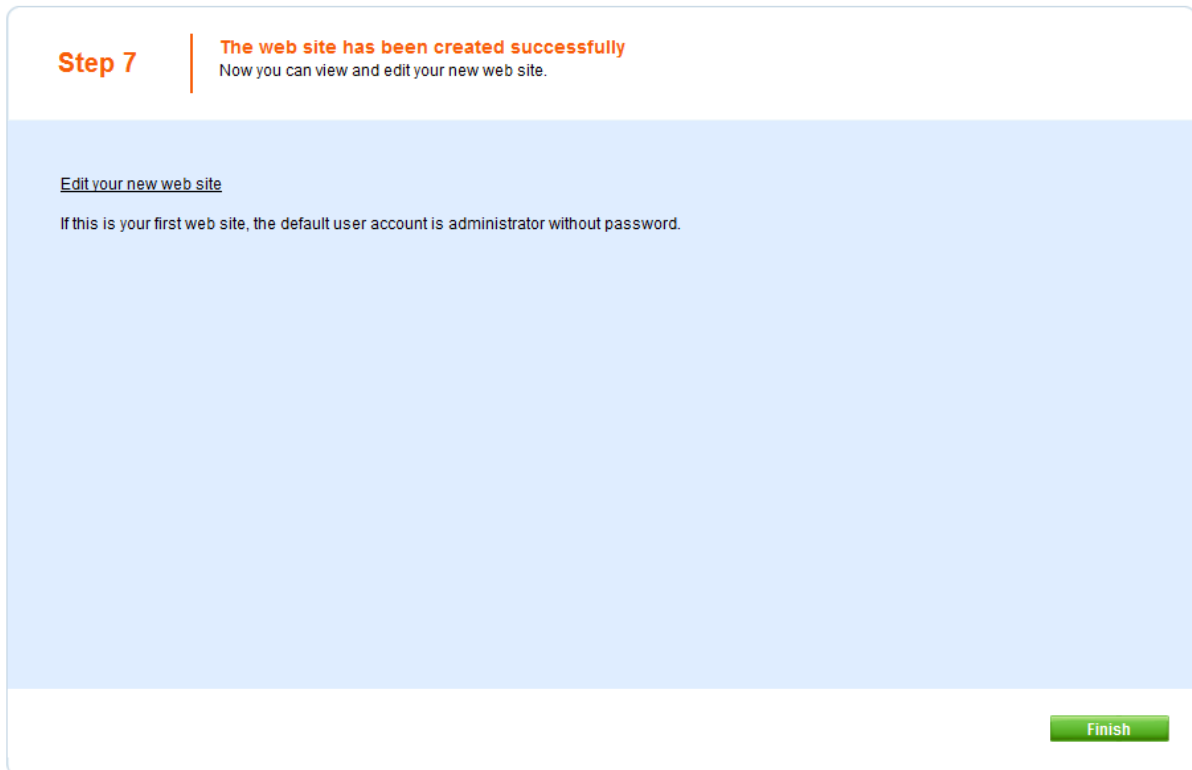 Step 7
The web site has been created successfully
Now you can view and edit your new web site.
Edit your new web site
If this is your first web site, the default user account is administrator without password.
Finish